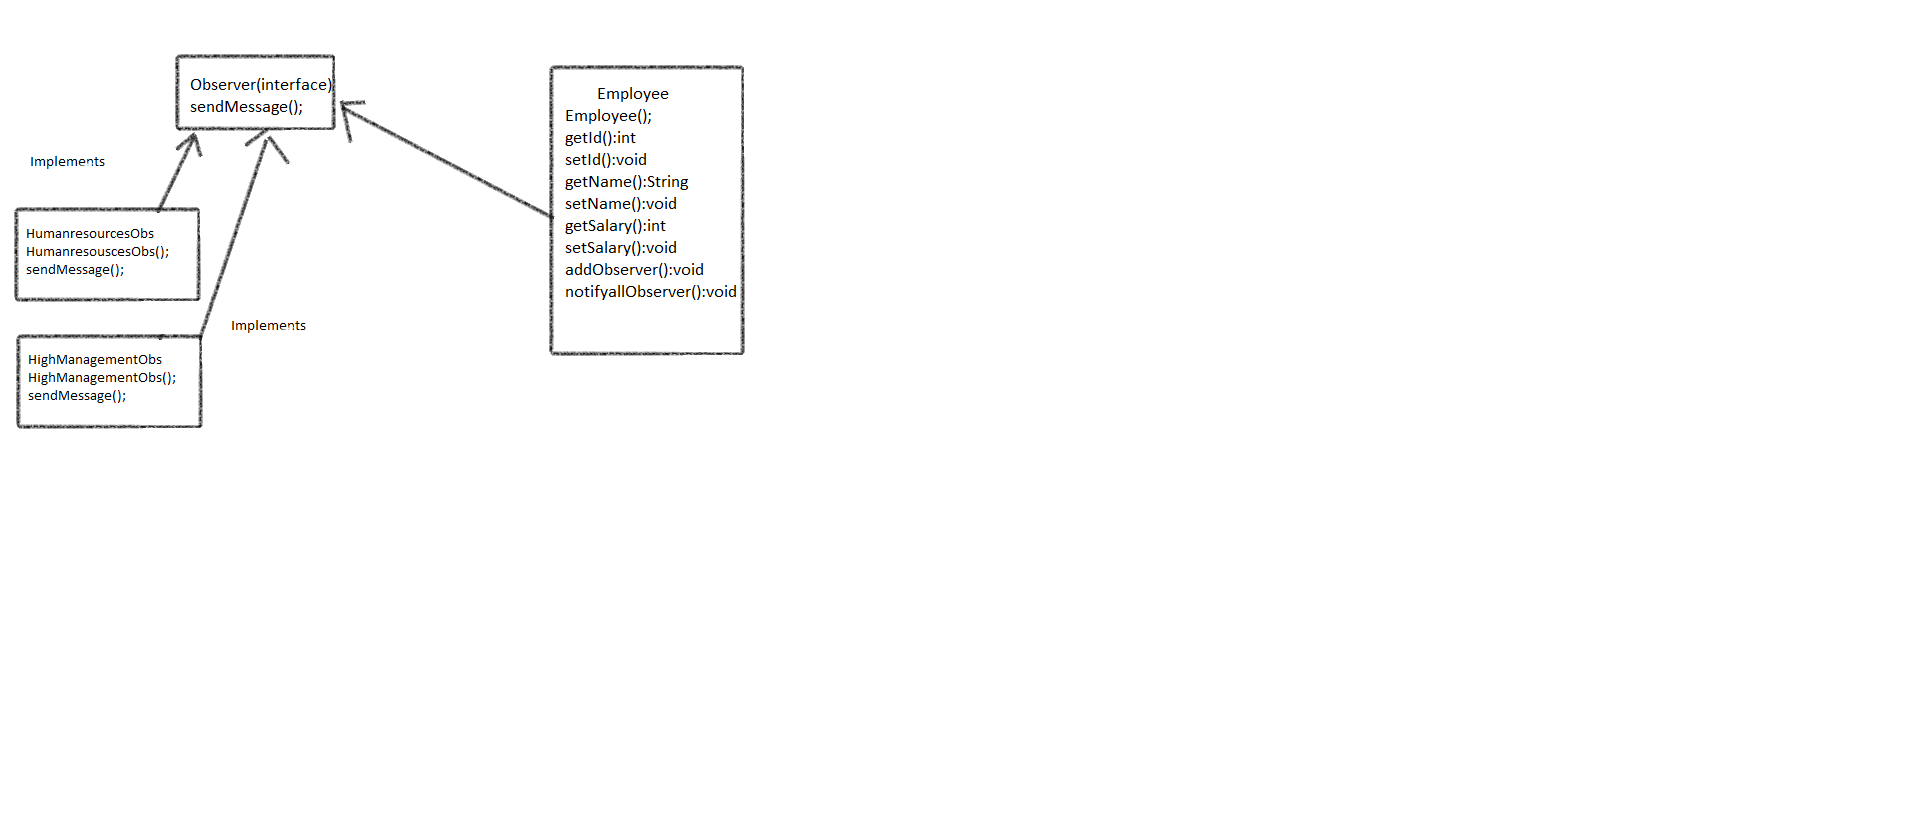 Observer(interface)
sendMessage();
Implements
HumanresourcesObs
HumanresouscesObs();
sendMessage();
Implements
HighManagementObs
HighManagementObs();
sendMessage();
Employee
Employee();
getId():int
setId():void
getName():String
setName():void
getSalary():int
setSalary():void
addObserver():void
notifyallObserver():void